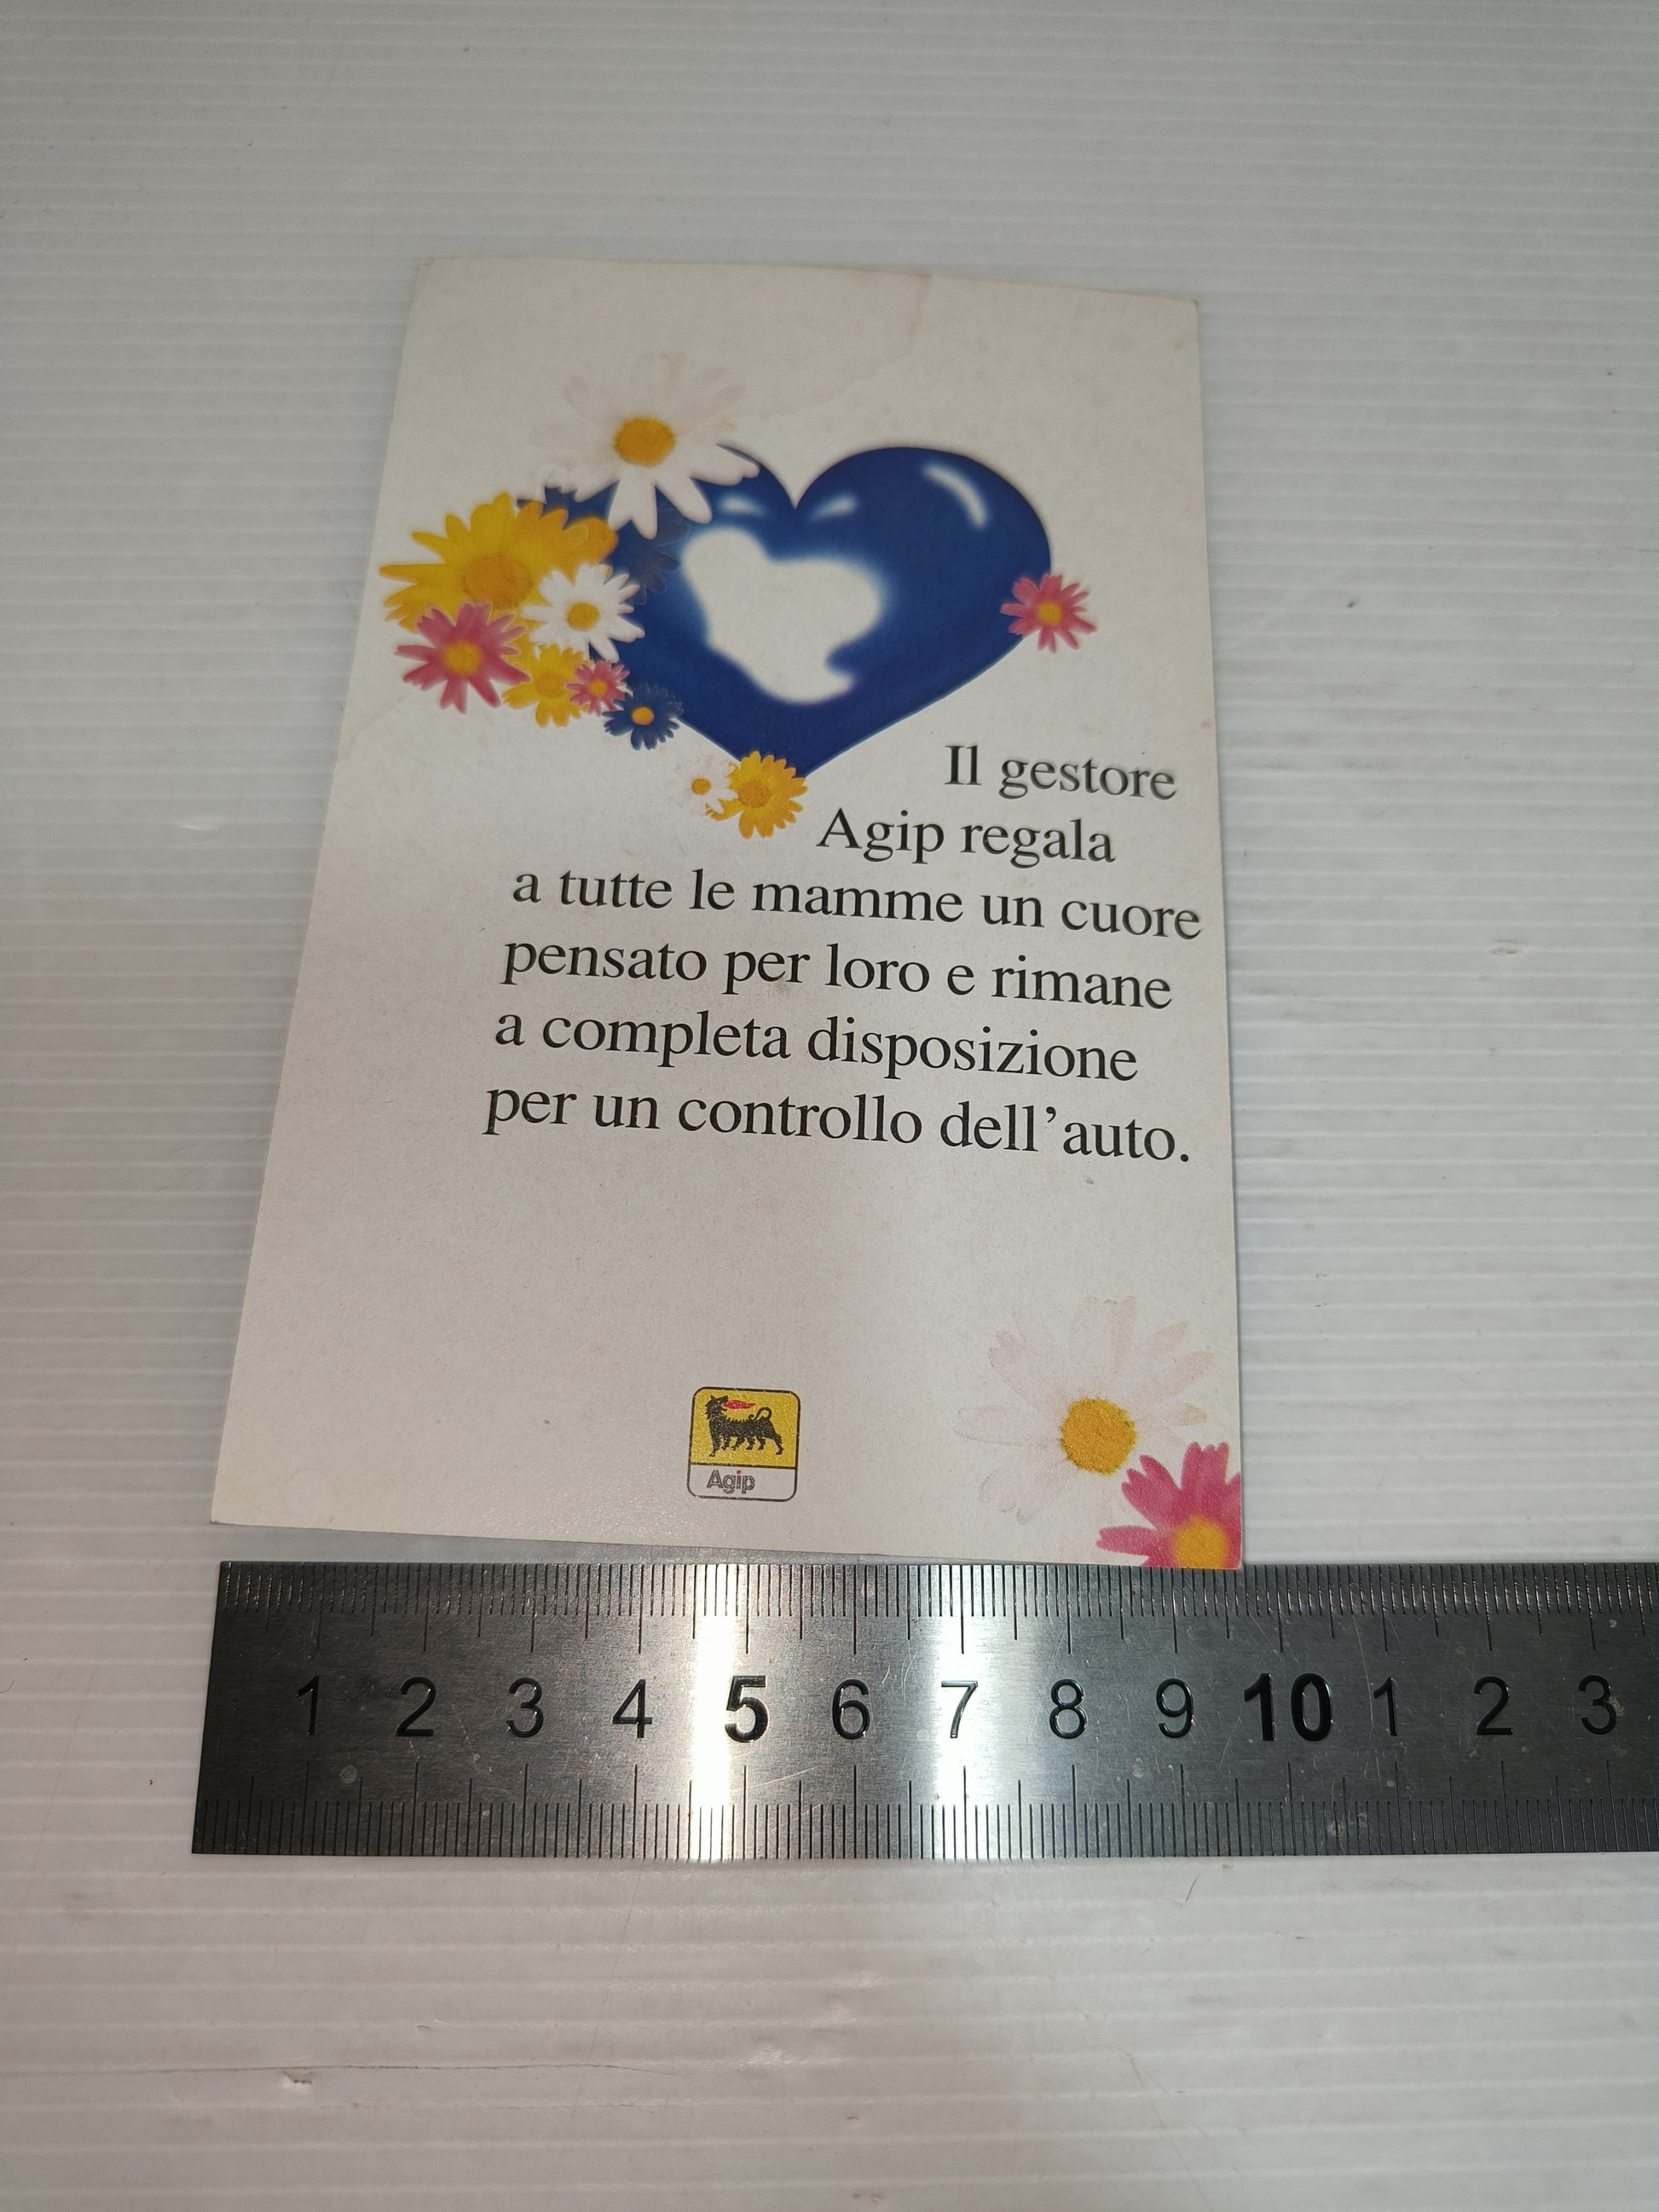 Il gestore
Agip regala
a tutte le mamme un cuore
pensato per loro e rimane
a completa disposizione
per un controllo dell’auto.
Agip
1 2 3 4 5 6 7 8 9 10 1 2 3